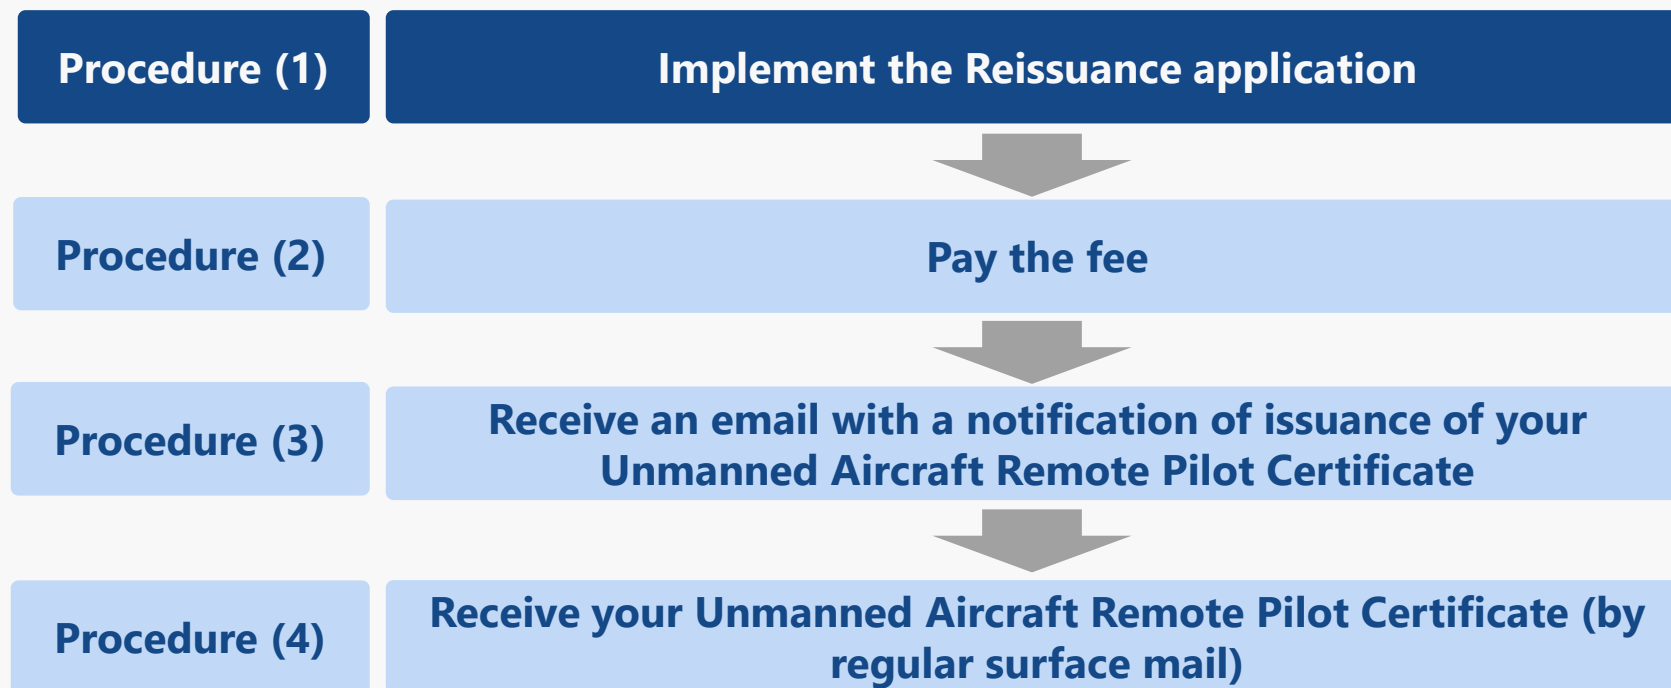 Procedure (1)
Implement the Reissuance application
Procedure (2)
Pay the fee
Procedure (3)
Receive an email with a notification of issuance of your
Unmanned Aircraft Remote Pilot Certificate
Procedure (4)
Receive your Unmanned Aircraft Remote Pilot Certificate (by
regular surface mail)